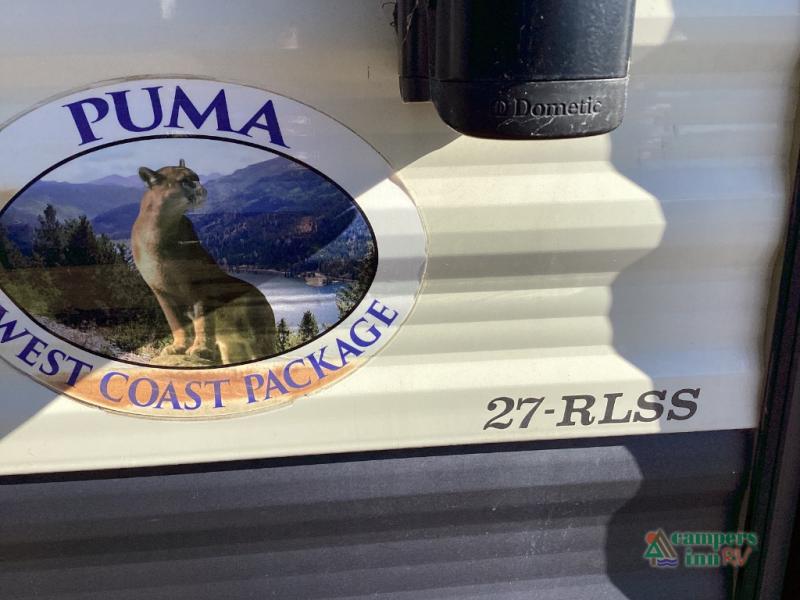 PUMA
WEST COAST PACKAGE
Dometic
27-RLSS
campers
inn RV